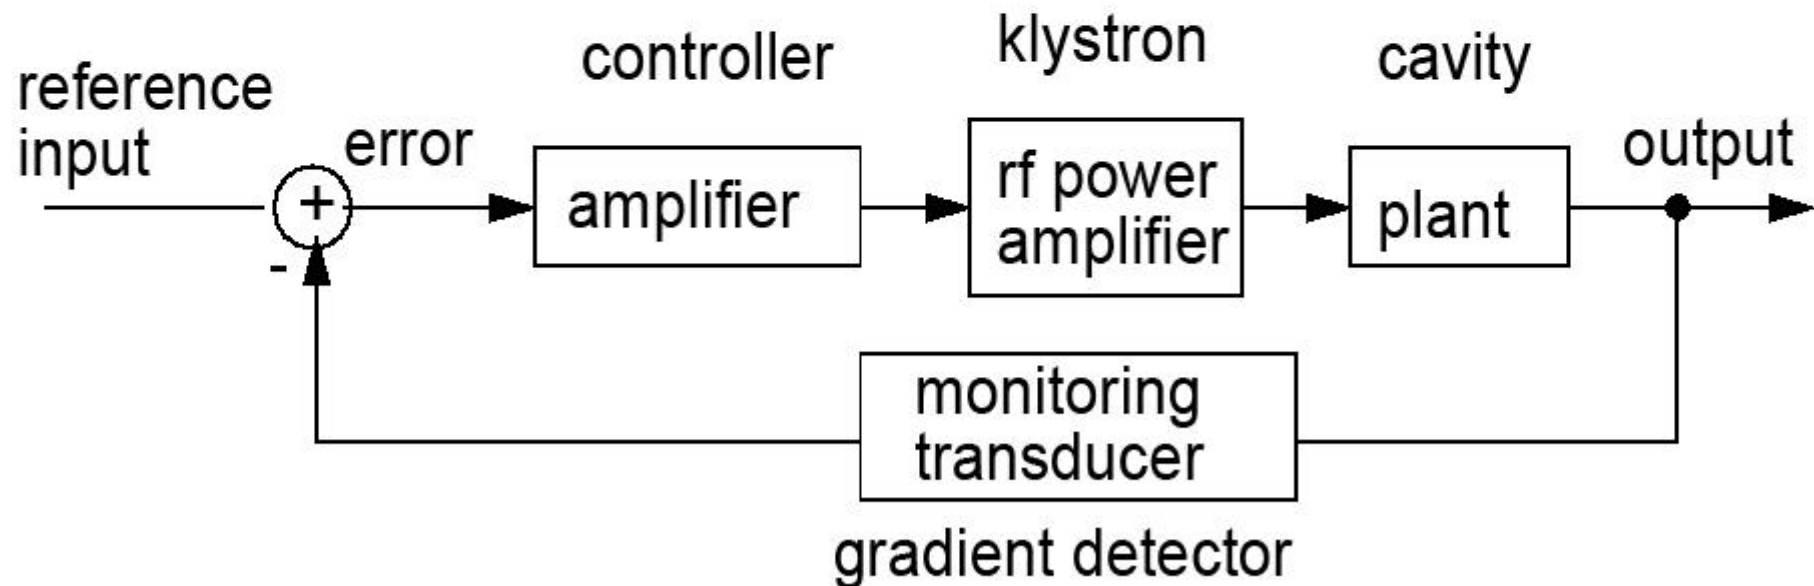 reference
input
error
+
-
controller
amplifier
klystron
rf power
amplifier
cavity
plant
output
monitoring
transducer
gradient detector